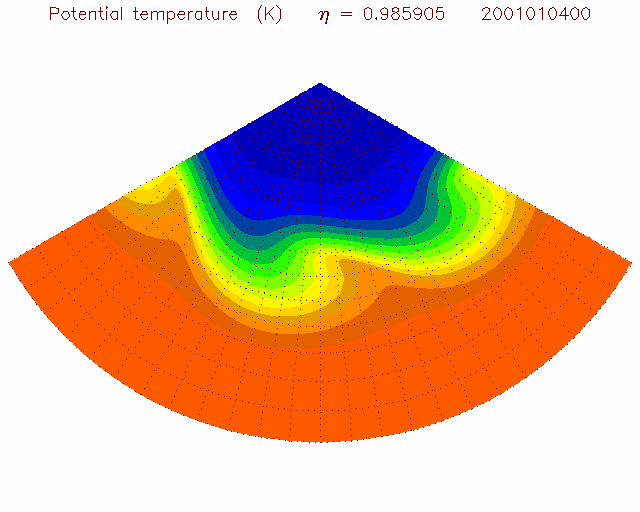 Potential temperature (K) η = 0.985905 2001010400